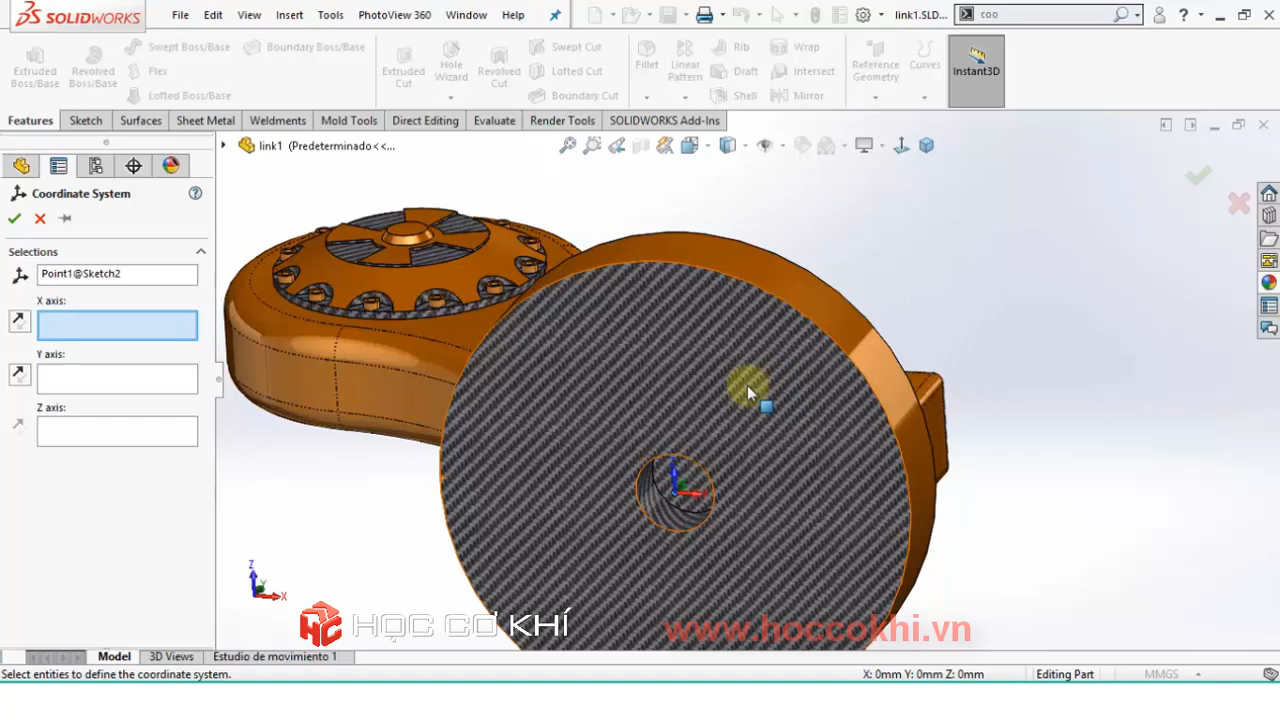 SOLIDWORKS
File Edit View Insert Tools PhotoView 360 Window Help link1.SLD... coo
Extruded Boss/Base
Revolved Boss/Base
Swept Boss/Base
Flex
Lofted Boss/Base
Boundary Boss/Base
Extruded Cut
Hole Wizard
Revolved Cut
Swept Cut
Lofted Cut
Boundary Cut
Fillet
Linear Pattern
Rib
Draft
Shell
Wrap
Intersect
Mirror
Reference Geometry
Curves
Instant3D
Features Sketch Surfaces Sheet Metal Weldments Mold Tools Direct Editing Evaluate Render Tools SOLIDWORKS Add-Ins
link1 (Predeterminado<<...
Coordinate System
Selections
Point1@Sketch2
X axis:
Y axis:
Z axis:
Z
Y
X
HỌC CƠ KHÍ
www.hoccokhi.vn
Model 3D Views Estudio de movimiento 1
Select entities to define the coordinate system. X: 0mm Y: 0mm Z: 0mm Editing Part MMGS